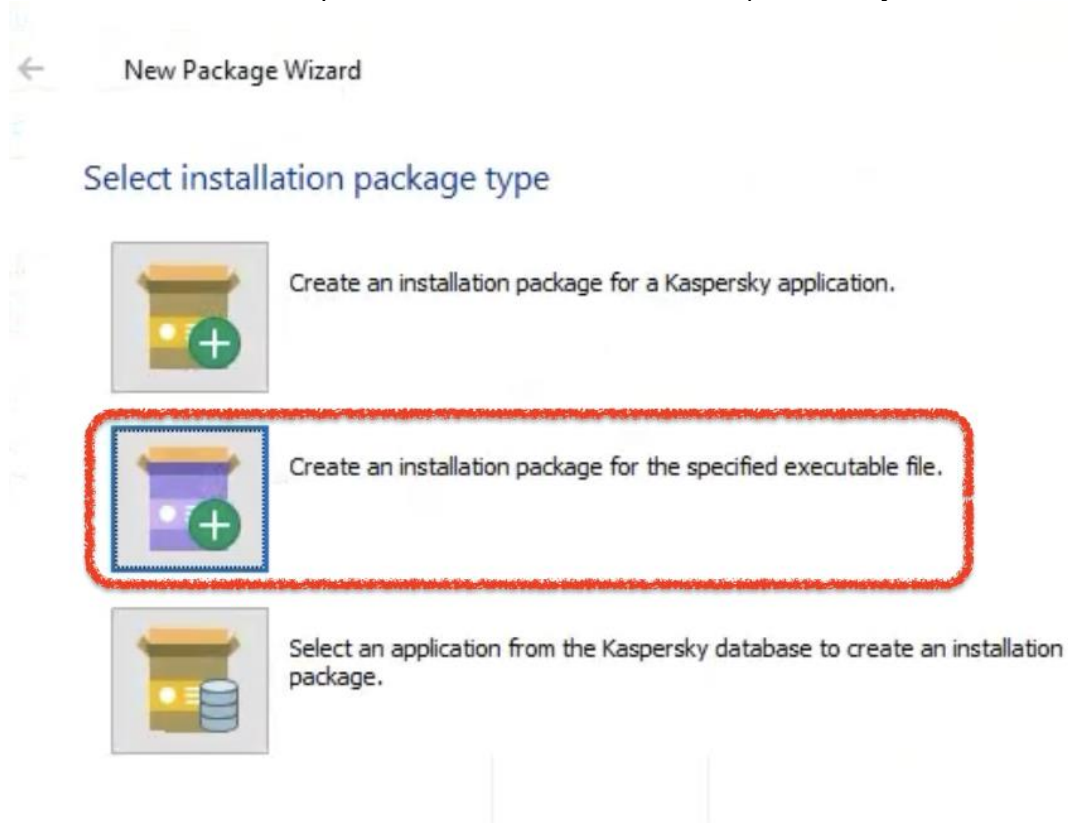 New Package Wizard
Select installation package type
Create an installation package for a Kaspersky application.
Create an installation package for the specified executable file.
Select an application from the Kaspersky database to create an installation
package.